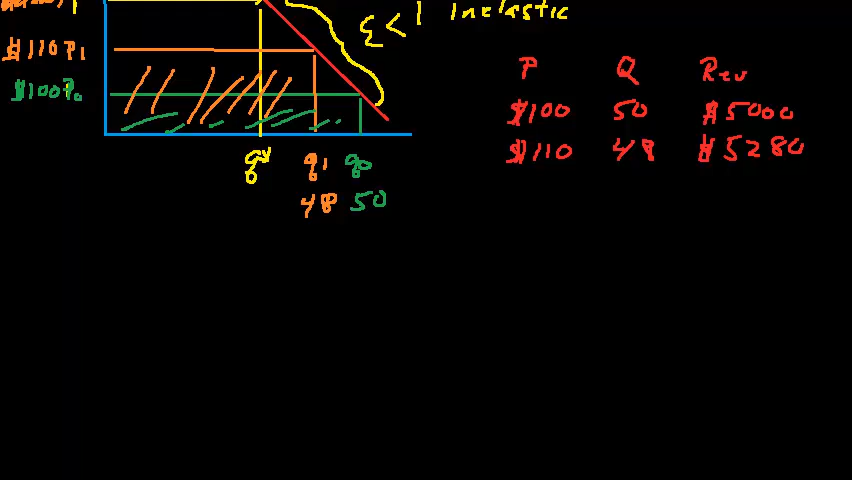 ε < 1 Inelastic
$110 P₁
P Q Rev
$100 P₀
$100 50 $5000
$110 48 $5280
q* q₁ q₀
48 50